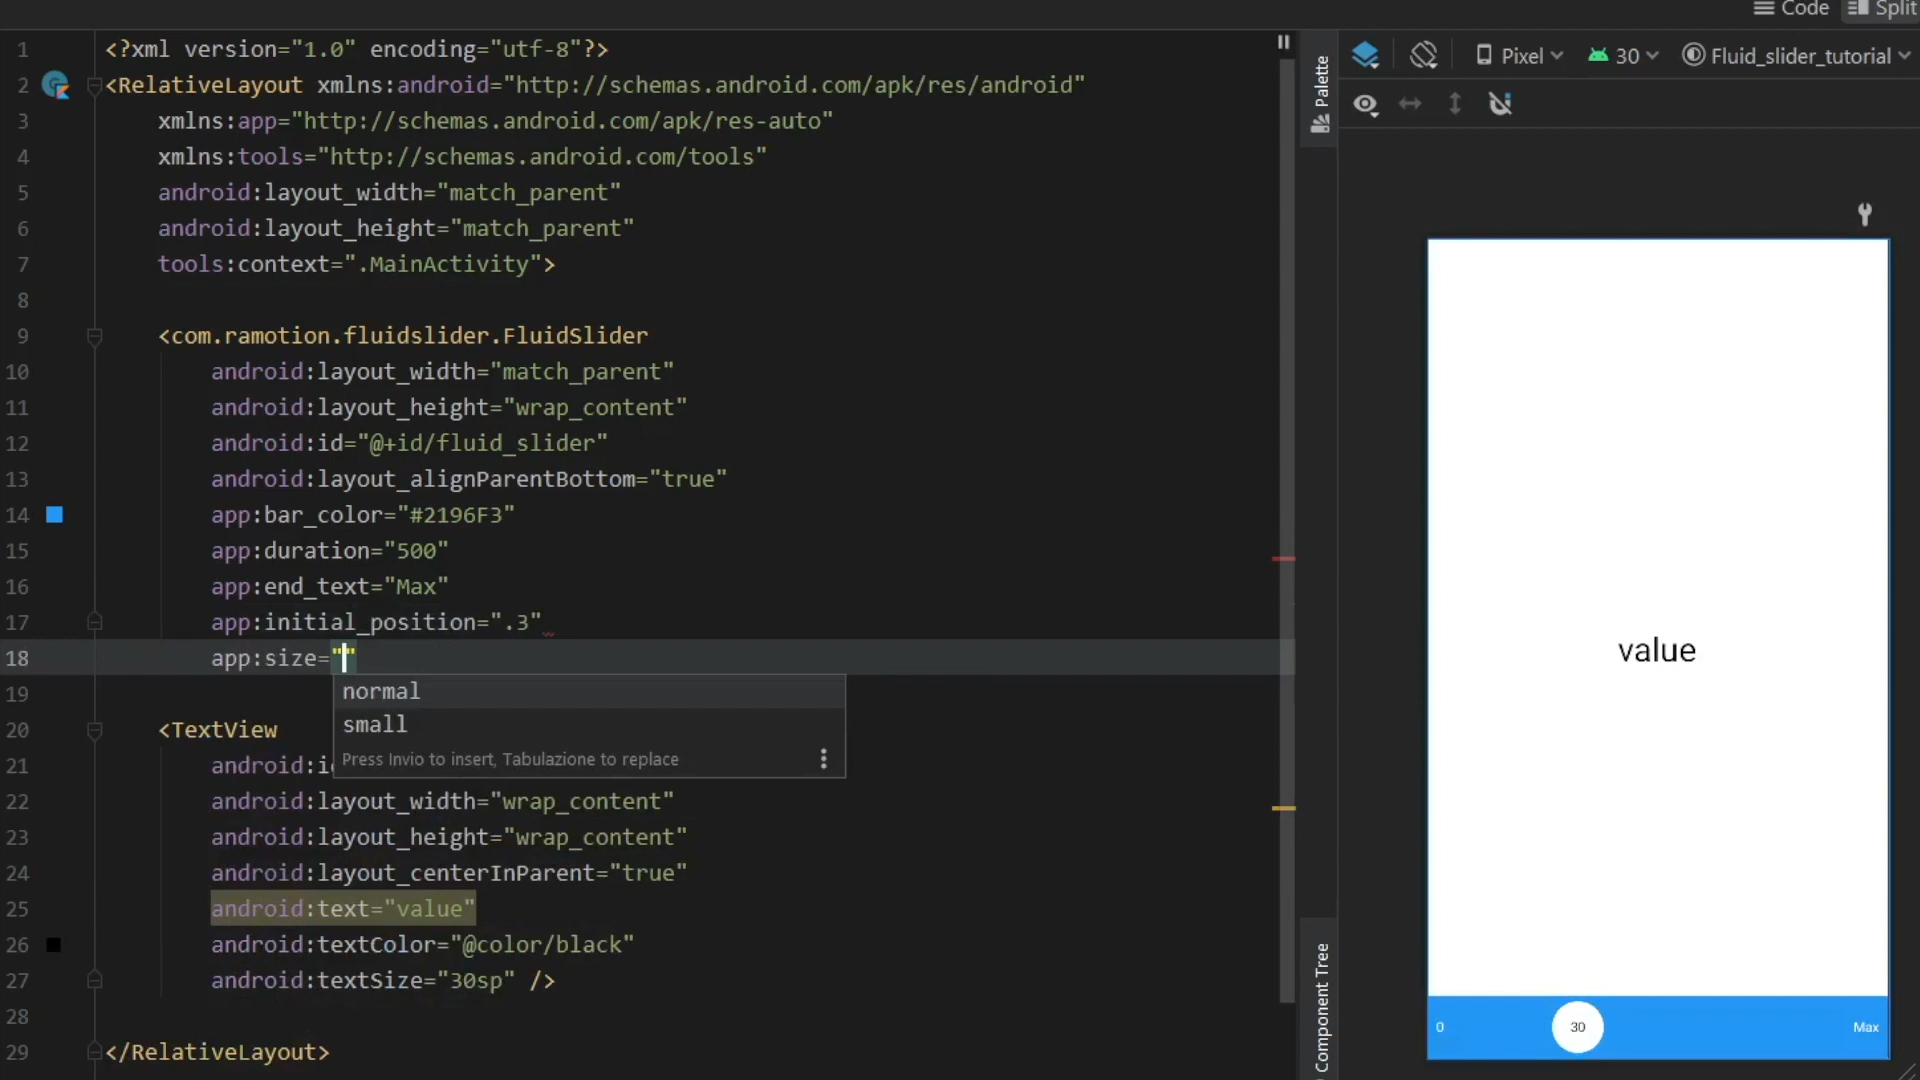 Code Split
1 <?xml version="1.0" encoding="utf-8"?>
2 <RelativeLayout xmlns:android="http://schemas.android.com/apk/res/android"
3 xmlns:app="http://schemas.android.com/apk/res-auto"
4 xmlns:tools="http://schemas.android.com/tools"
5 android:layout_width="match_parent"
6 android:layout_height="match_parent"
7 tools:context=".MainActivity">
8
9 <com.ramotion.fluidslider.FluidSlider
10 android:layout_width="match_parent"
11 android:layout_height="wrap_content"
12 android:id="@+id/fluid_slider"
13 android:layout_alignParentBottom="true"
14 app:bar_color="#2196F3"
15 app:duration="500"
16 app:end_text="Max"
17 app:initial_position=".3"
18 app:size=""
normal
small
Press Invio to insert, Tabulazione to replace
19
20 <TextView
21 android:i
22 android:layout_width="wrap_content"
23 android:layout_height="wrap_content"
24 android:layout_centerInParent="true"
25 android:text="value"
26 android:textColor="@color/black"
27 android:textSize="30sp" />
28
29 </RelativeLayout>
Palette
Component Tree
Pixel 30 Fluid_slider_tutorial
value
0 30 Max